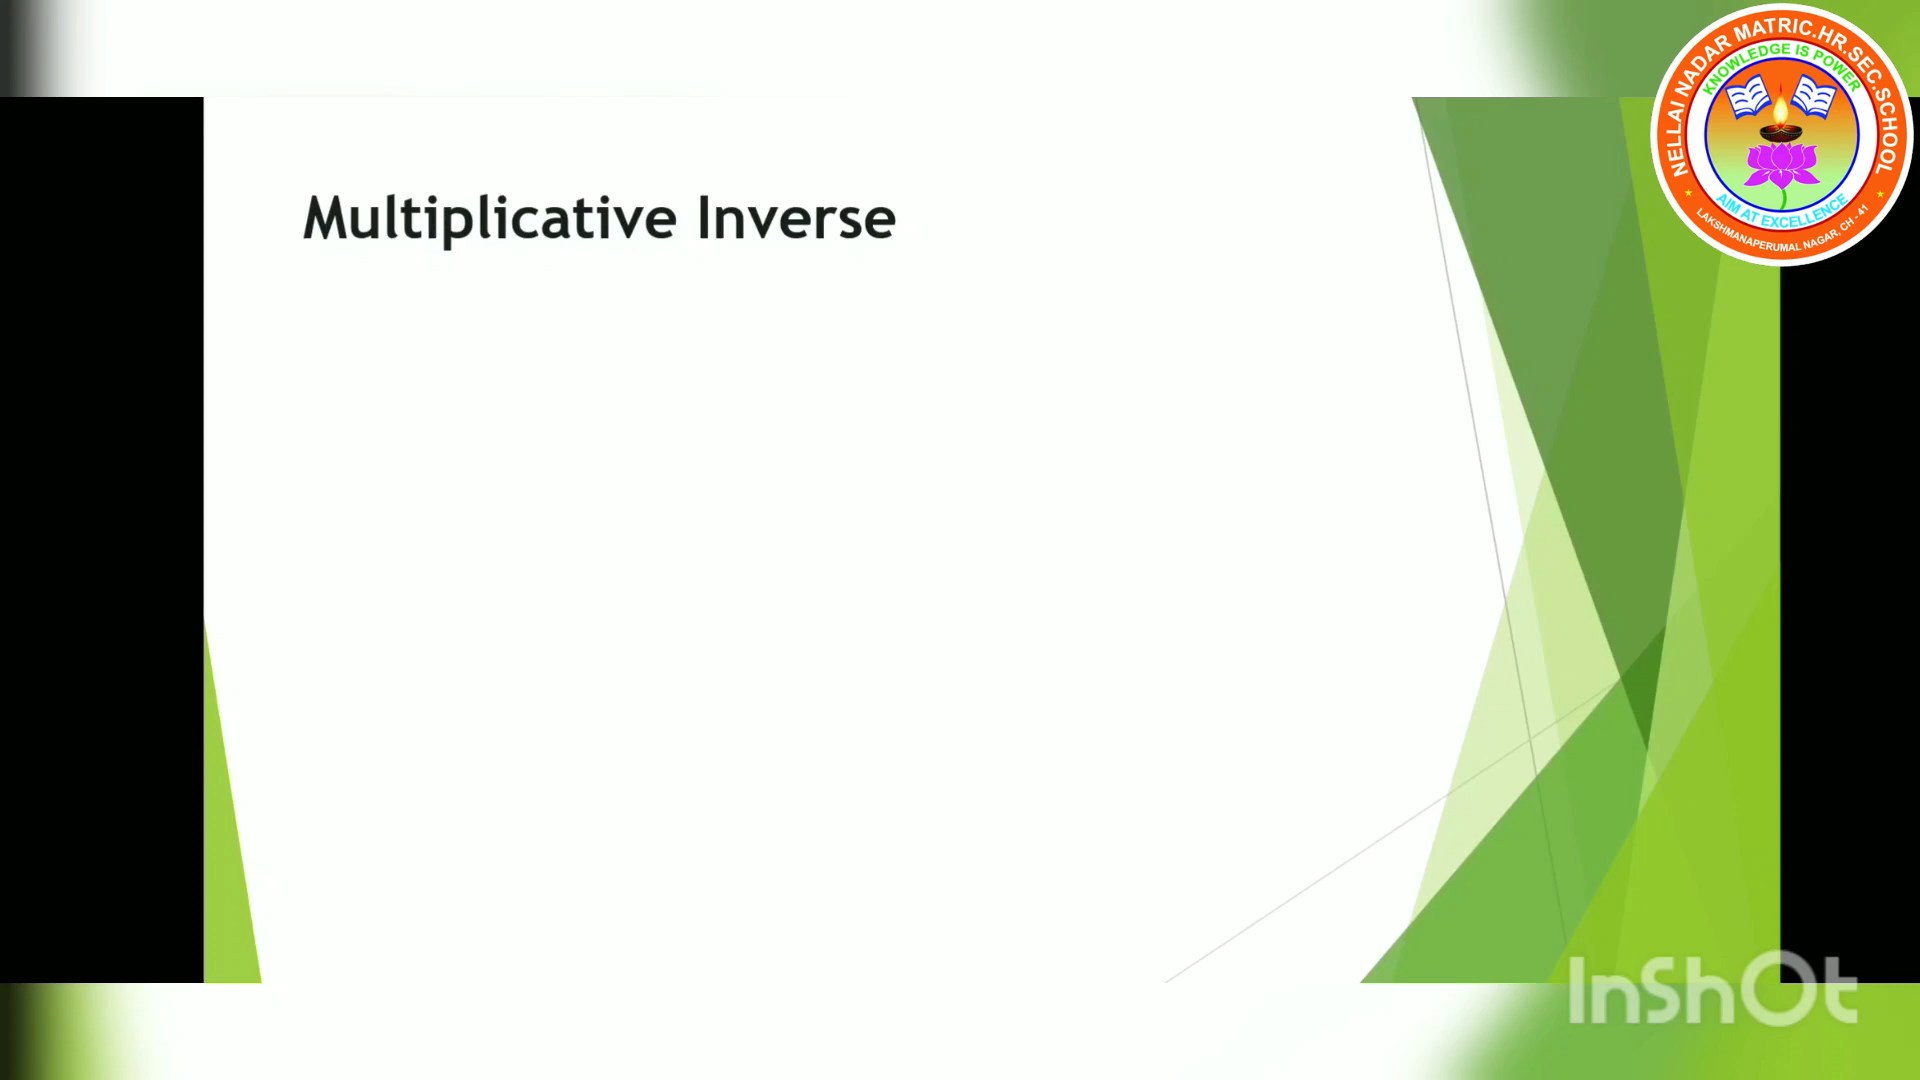 NELLAI NADAR MATRIC.HR.SEC.SCHOOL
KNOWLEDGE IS POWER
AIM AT EXCELLENCE
LAKSHMANAPERUMAL NAGAR, CH - 41
Multiplicative Inverse
InShOt